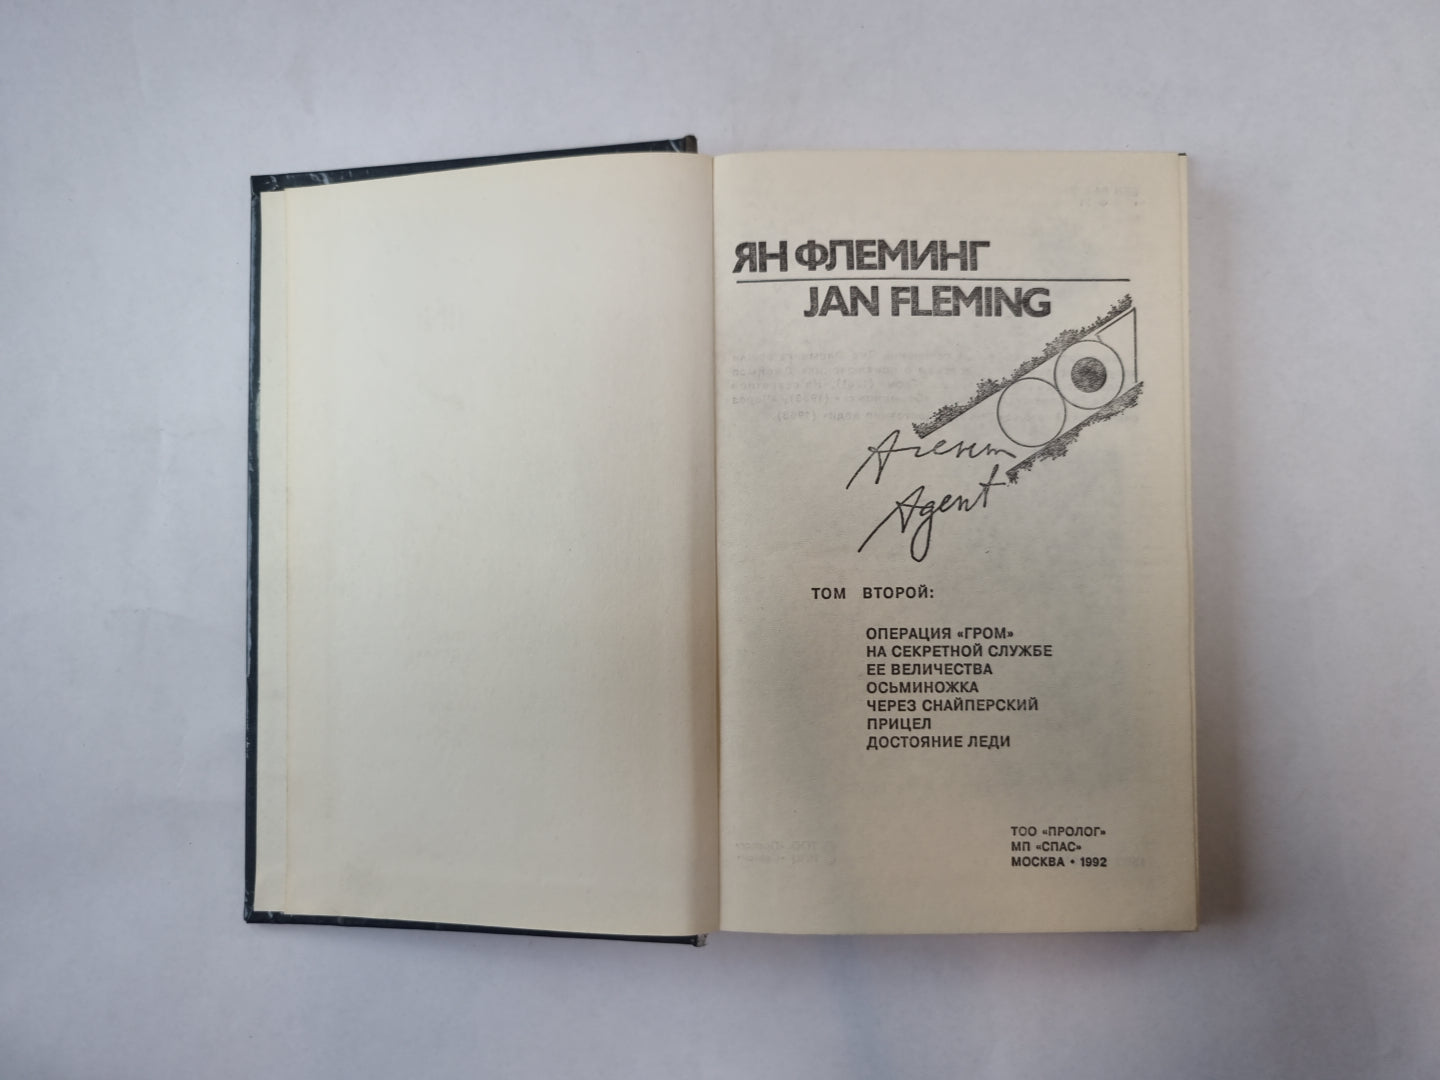 ЯН ФЛЕМИНГ
JAN FLEMING
Агент
Agent
ТОМ ВТОРОЙ:
ОПЕРАЦИЯ «ГРОМ»
НА СЕКРЕТНОЙ СЛУЖБЕ
ЕЕ ВЕЛИЧЕСТВА
ОСЬМИНОЖКА
ЧЕРЕЗ СНАЙПЕРСКИЙ
ПРИЦЕЛ
ДОСТОЯНИЕ ЛЕДИ
ТОО «ПРОЛОГ»
МП «СПАС»
МОСКВА • 1992